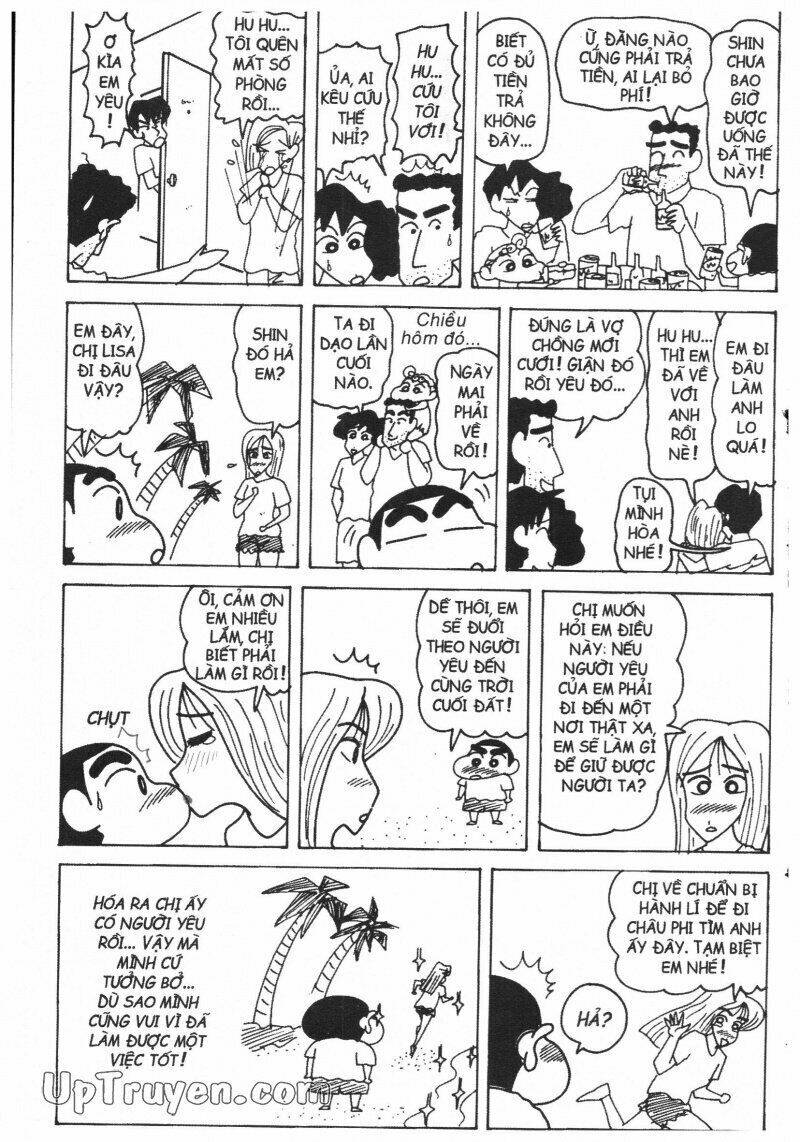 SHIN
CHƯA
BAO
GIỜ
ĐƯỢC
UỐNG
ĐÃ THẾ
NÀY!
Ừ, ĐẰNG NÀO
CŨNG PHẢI TRẢ
TIỀN, AI LẠI BỎ
PHÍ!
BIẾT
CÓ ĐỦ
TIỀN
TRẢ
KHÔNG
ĐÂY...
HU
HU...
CỨU
TÔI
VỚI!
ỦA, AI
KÊU CỨU
THẾ
NHỈ?
HU HU...
TÔI QUÊN
MẤT SỐ
PHÒNG
RỒI...
Ơ
KÌA
EM
YÊU
!
EM ĐI
ĐÂU
LÀM
ANH
LO
QUÁ!
HU HU...
THÌ EM
ĐÃ VỀ
VỚI
ANH
RỒI
NÈ!
TỤI
MÌNH
HÒA
NHÉ!
ĐÚNG LÀ VỢ
CHỒNG MỚI
CƯỚI! GIẬN ĐÓ
RỒI YÊU ĐÓ...
Chiều
hôm đó...
NGÀY
MAI
PHẢI
VỀ
RỒI!
TA ĐI
DẠO LẦN
CUỐI
NÀO.
SHIN
ĐÓ HẢ
EM?
EM ĐÂY,
CHỊ LISA
ĐI ĐÂU
VẬY?
CHỊ MUỐN
HỎI EM ĐIỀU
NÀY: NẾU
NGƯỜI YÊU
CỦA EM PHẢI
ĐI ĐẾN MỘT
NƠI THẬT XA,
EM SẼ LÀM GÌ
ĐỂ GIỮ ĐƯỢC
NGƯỜI TA?
DỄ THÔI, EM
SẼ ĐUỔI
THEO NGƯỜI
YÊU ĐẾN
CÙNG TRỜI
CUỐI ĐẤT!
ÔI, CẢM ƠN
EM NHIỀU
LẮM, CHỊ
BIẾT PHẢI
LÀM GÌ RỒI!
CHỤT
CHỊ VỀ CHUẨN BỊ
HÀNH LÍ ĐỂ ĐI
CHÂU PHI TÌM ANH
ẤY ĐÂY. TẠM BIỆT
EM NHÉ!
HẢ?
HÓA RA CHỊ ẤY
CÓ NGƯỜI YÊU
RỒI... VẬY MÀ
MÌNH CỨ
TƯỞNG BỞ...
DÙ SAO MÌNH
CŨNG VUI VÌ ĐÃ
LÀM ĐƯỢC MỘT
VIỆC TỐT!
UpTruyen.com